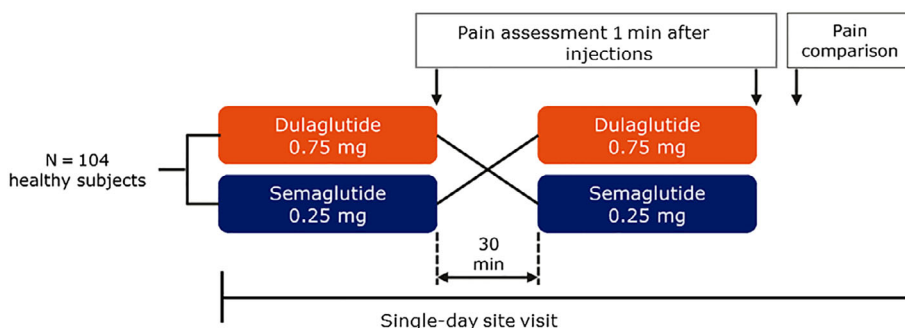 Pain assessment 1 min after
injections
Pain
comparison
Dulaglutide
0.75 mg
Dulaglutide
0.75 mg
N = 104
healthy subjects
Semaglutide
0.25 mg
Semaglutide
0.25 mg
30
min
Single-day site visit